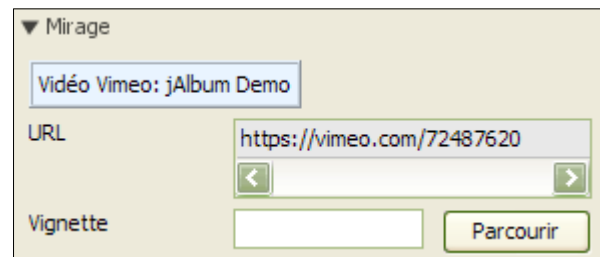 Mirage
Vidéo Vimeo: jAlbum Demo
URL
https://vimeo.com/72487620
Vignette
Parcourir